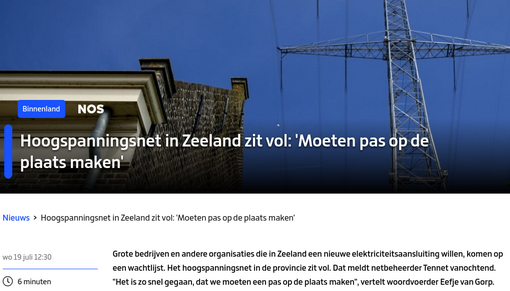 Binnenland NOS
Hoogspanningsnet in Zeeland zit vol: 'Moeten pas op de
plaats maken'
Nieuws > Hoogspanningsnet in Zeeland zit vol: 'Moeten pas op de plaats maken'
wo 19 juli 12:30
6 minuten
Grote bedrijven en andere organisaties die in Zeeland een nieuwe elektriciteitsaansluiting willen, komen op
een wachtlijst. Het hoogspanningsnet in de provincie zit vol. Dat meldt netbeheerder Tennet vanochtend.
"Het is zo snel gegaan, dat we moeten een pas op de plaats maken", vertelt woordvoerder Eefje van Gorp.